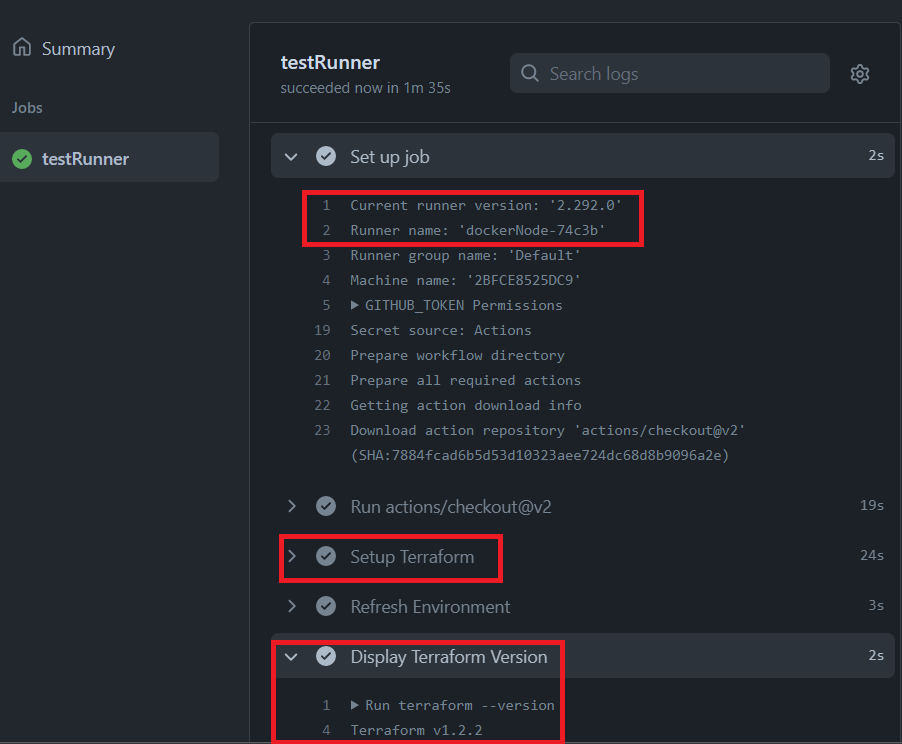 Summary
Jobs
testRunner
testRunner
succeeded now in 1m 35s
Search logs
Set up job 2s
1 Current runner version: '2.292.0'
2 Runner name: 'dockerNode-74c3b'
3 Runner group name: 'Default'
4 Machine name: '2BFCE8525DC9'
5 GITHUB_TOKEN Permissions
19 Secret source: Actions
20 Prepare workflow directory
21 Prepare all required actions
22 Getting action download info
23 Download action repository 'actions/checkout@v2'
(SHA:7884fcad6b5d53d10323aee724dc68d8b9096a2e)
Run actions/checkout@v2 19s
Setup Terraform 24s
Refresh Environment 3s
Display Terraform Version 2s
1 Run terraform --version
4 Terraform v1.2.2